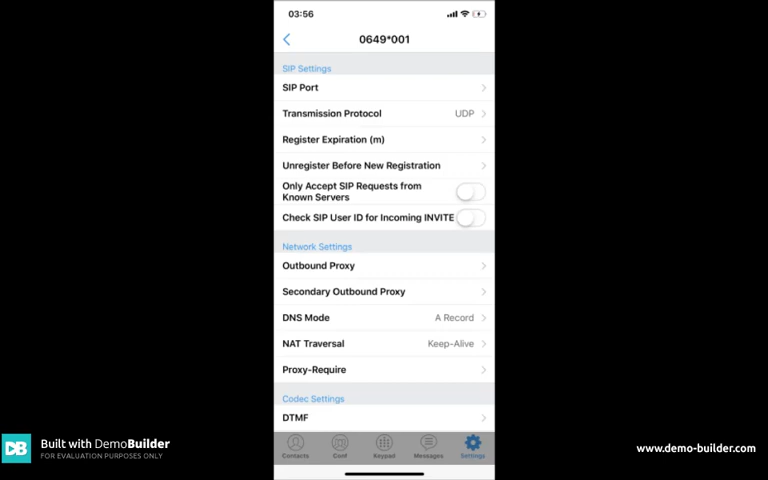 03:56
0649*001
SIP Settings
SIP Port
Transmission Protocol UDP
Register Expiration (m)
Unregister Before New Registration
Only Accept SIP Requests from
Known Servers
Check SIP User ID for Incoming INVITE
Network Settings
Outbound Proxy
Secondary Outbound Proxy
DNS Mode A Record
NAT Traversal Keep-Alive
Proxy-Require
Codec Settings
DTMF
Contacts Conf Keypad Messages Settings
DB Built with DemoBuilder
FOR EVALUATION PURPOSES ONLY
www.demo-builder.com